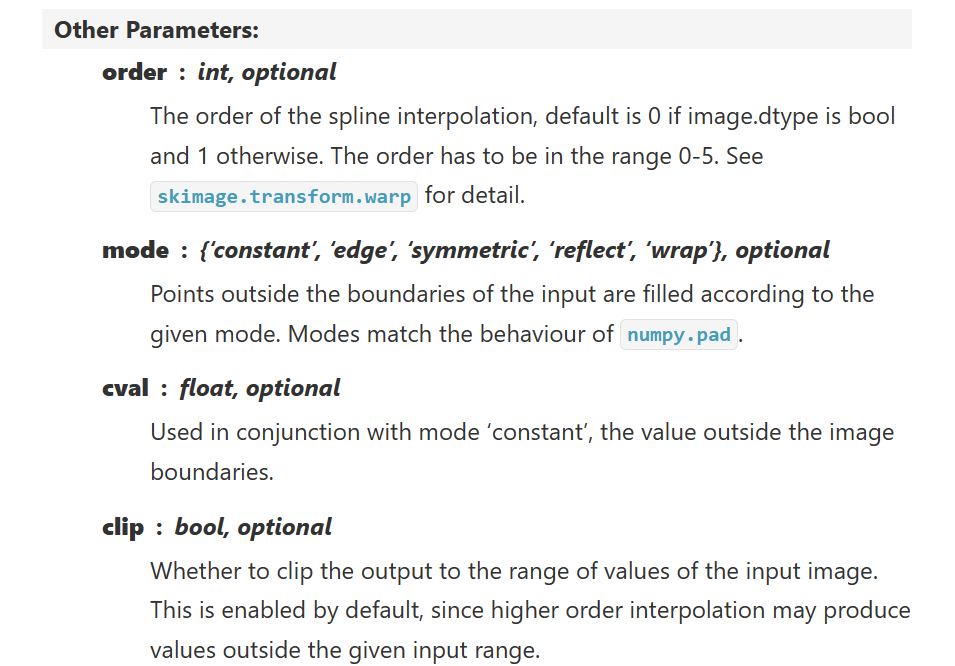 Other Parameters:
order : int, optional
The order of the spline interpolation, default is 0 if image.dtype is bool
and 1 otherwise. The order has to be in the range 0-5. See
skimage.transform.warp for detail.
mode : {‘constant’, ‘edge’, ‘symmetric’, ‘reflect’, ‘wrap’}, optional
Points outside the boundaries of the input are filled according to the
given mode. Modes match the behaviour of numpy.pad.
cval : float, optional
Used in conjunction with mode ‘constant’, the value outside the image
boundaries.
clip : bool, optional
Whether to clip the output to the range of values of the input image.
This is enabled by default, since higher order interpolation may produce
values outside the given input range.